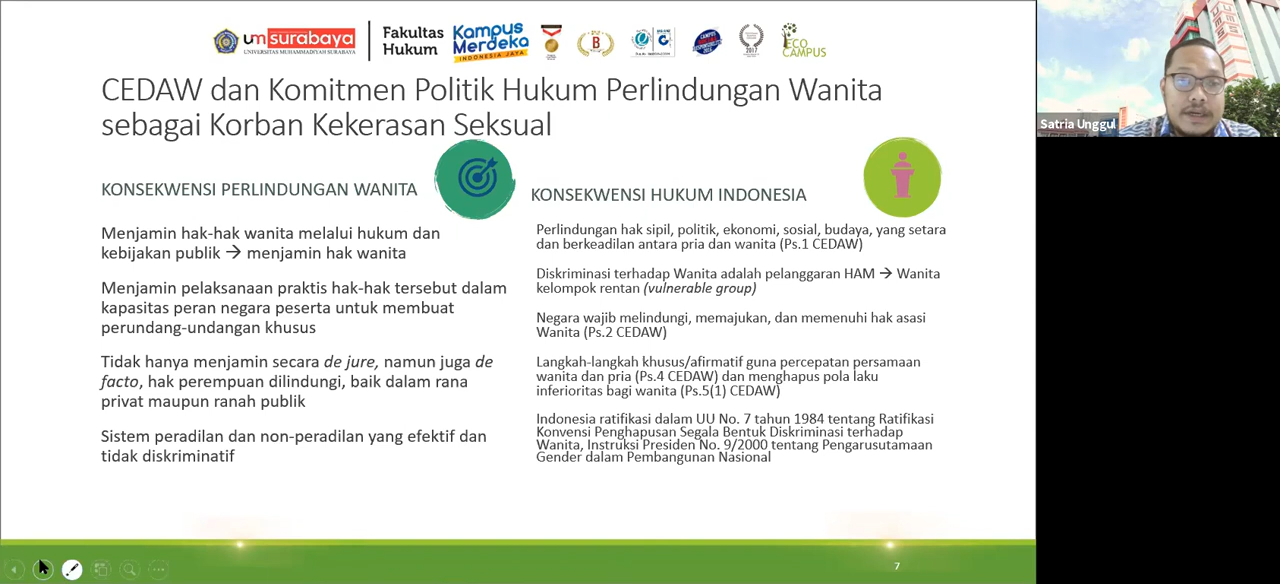 um surabaya
UNIVERSITAS MUHAMMADIYAH SURABAYA
Fakultas
Hukum
Kampus
Merdeka
INDONESIA JAYA
B
2017
ECO
CAMPUS
CEDAW dan Komitmen Politik Hukum Perlindungan Wanita
sebagai Korban Kekerasan Seksual
KONSEKWENSI PERLINDUNGAN WANITA
Menjamin hak-hak wanita melalui hukum dan
kebijakan publik → menjamin hak wanita
Menjamin pelaksanaan praktis hak-hak tersebut dalam
kapasitas peran negara peserta untuk membuat
perundang-undangan khusus
Tidak hanya menjamin secara de jure, namun juga de
facto, hak perempuan dilindungi, baik dalam rana
privat maupun ranah publik
Sistem peradilan dan non-peradilan yang efektif dan
tidak diskriminatif
KONSEKWENSI HUKUM INDONESIA
Perlindungan hak sipil, politik, ekonomi, sosial, budaya, yang setara
dan berkeadilan antara pria dan wanita (Ps.1 CEDAW)
Diskriminasi terhadap Wanita adalah pelanggaran HAM → Wanita
kelompok rentan (vulnerable group)
Negara wajib melindungi, memajukan, dan memenuhi hak asasi
Wanita (Ps.2 CEDAW)
Langkah-langkah khusus/afirmatif guna percepatan persamaan
wanita dan pria (Ps.4 CEDAW) dan menghapus pola laku
inferioritas bagi wanita (Ps.5(1) CEDAW)
Indonesia ratifikasi dalam UU No. 7 tahun 1984 tentang Ratifikasi
Konvensi Penghapusan Segala Bentuk Diskriminasi terhadap
Wanita, Instruksi Presiden No. 9/2000 tentang Pengarusutamaan
Gender dalam Pembangunan Nasional
7
Satria Unggul